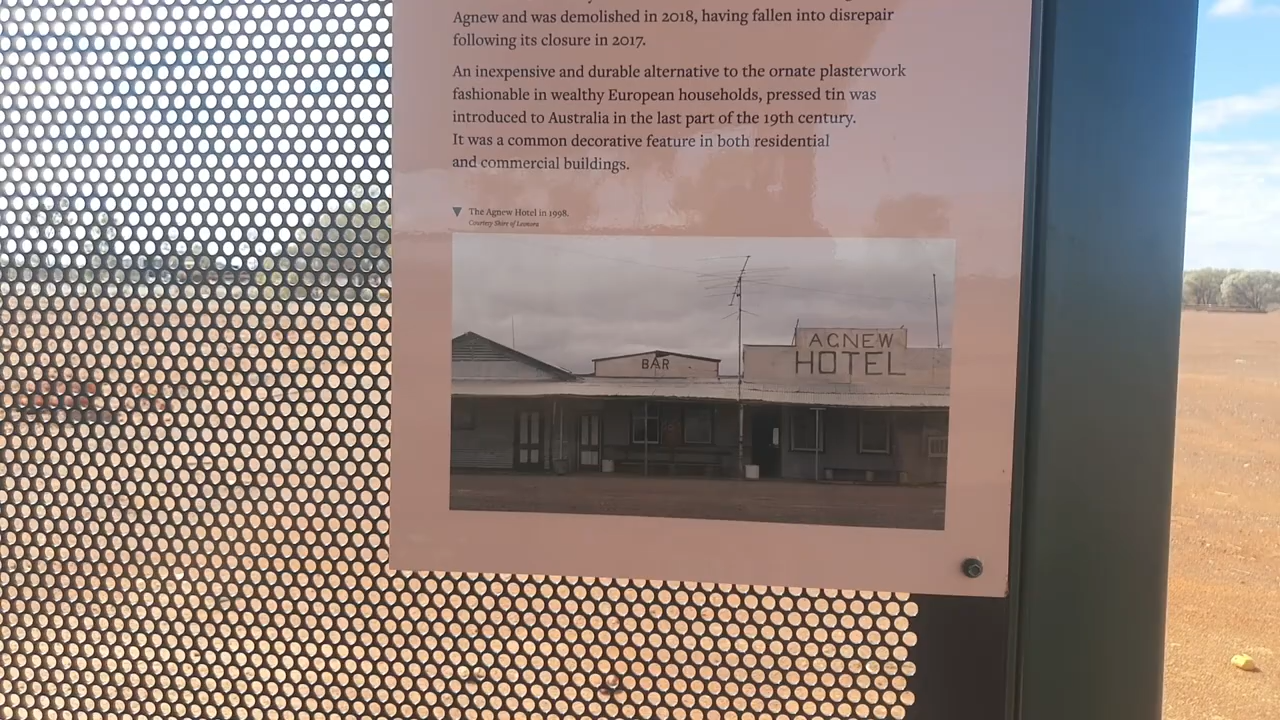 Agnew and was demolished in 2018, having fallen into disrepair
following its closure in 2017.
An inexpensive and durable alternative to the ornate plasterwork
fashionable in wealthy European households, pressed tin was
introduced to Australia in the last part of the 19th century.
It was a common decorative feature in both residential
and commercial buildings.
The Agnew Hotel in 1998.
Courtesy Shire of Leonora
BAR
AGNEW
HOTEL